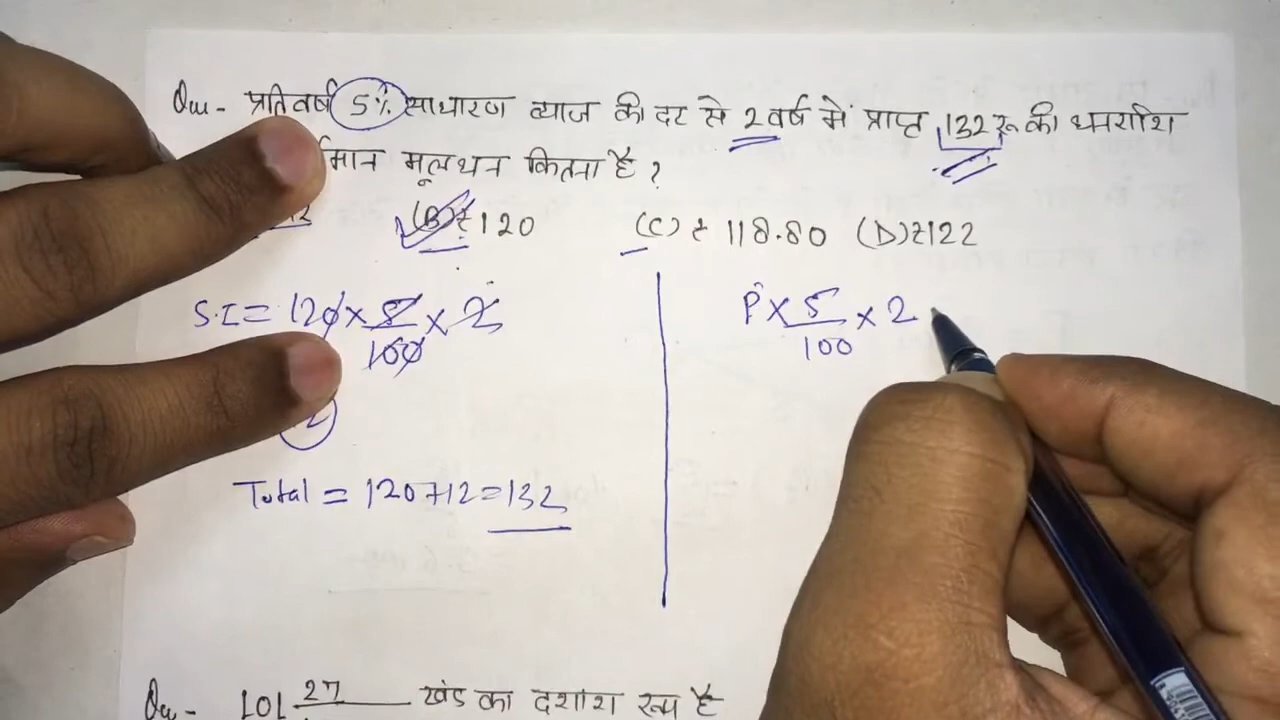 Qu - प्रतिवर्ष 5% साधारण ब्याज की दर से 2 वर्ष में प्राप्त 132 रू की धनराशि
मूलधन कितना है ?
(B) ₹ 120 (C) ₹ 118.80 (D) ₹ 122
S.I = 120 × 5/100 × 2
Total = 120 + 12 = 132
P × 5/100 × 2
Qu - 101 27 खंड का दशांश रूप है